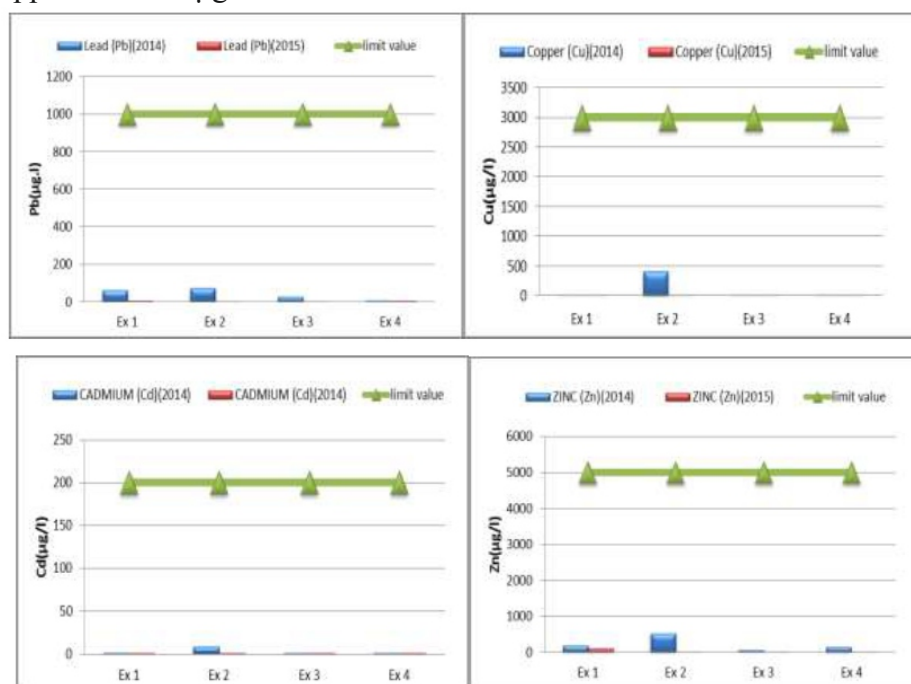 Lead (Pb)(2014) Lead (Pb)(2015) limit value
1200
1000
800
600
400
200
0
Pb(µg.l)
Ex 1 Ex 2 Ex 3 Ex 4
Copper (Cu)(2014) Copper (Cu)(2015) limit value
3500
3000
2500
2000
1500
1000
500
0
Cu(µg/l)
Ex 1 Ex 2 Ex 3 Ex 4
CADMIUM (Cd)(2014) CADMIUM (Cd)(2014) limit value
250
200
150
100
50
0
Cd(µg/l)
Ex 1 Ex 2 Ex 3 Ex 4
ZINC (Zn)(2014) ZINC (Zn)(2015) limit value
6000
5000
4000
3000
2000
1000
0
Zn(µg/l)
Ex 1 Ex 2 Ex 3 Ex 4